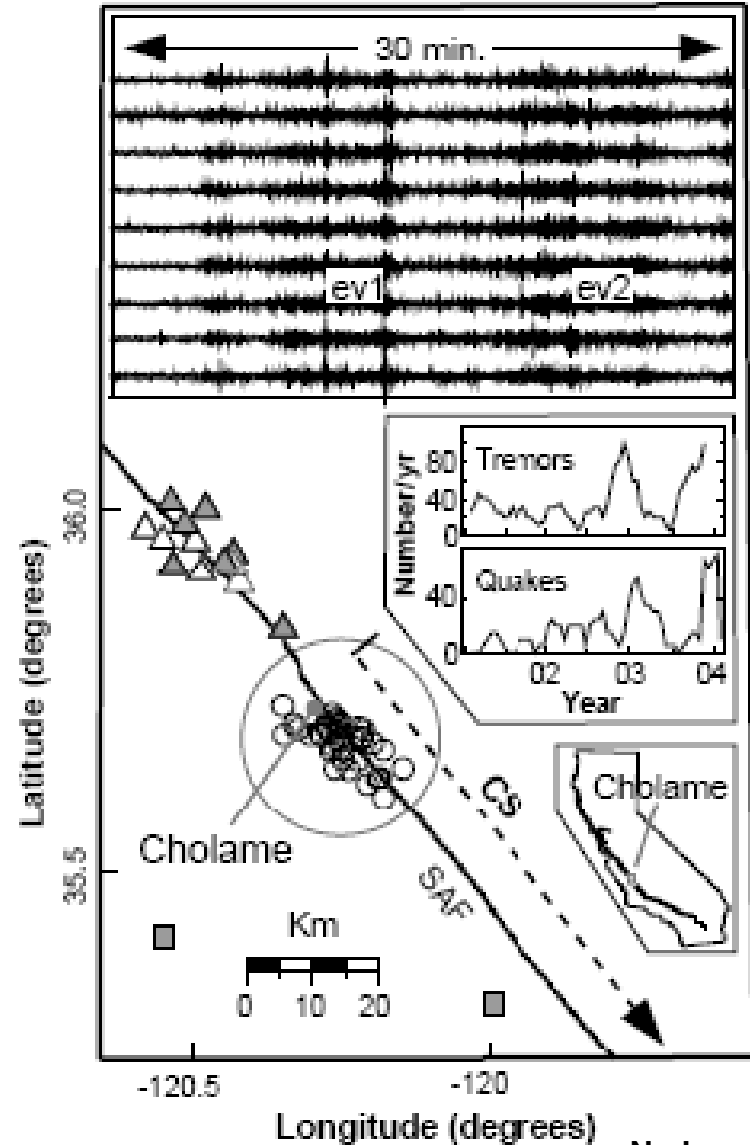 30 min.
ev1 ev2
Number/yr
80
40
0
Tremors
40
0
Quakes
02 03 04
Year
36.0
35.5
Latitude (degrees)
Cholame
CS
SAF
Cholame
Km
0 10 20
-120.5 -120
Longitude (degrees)